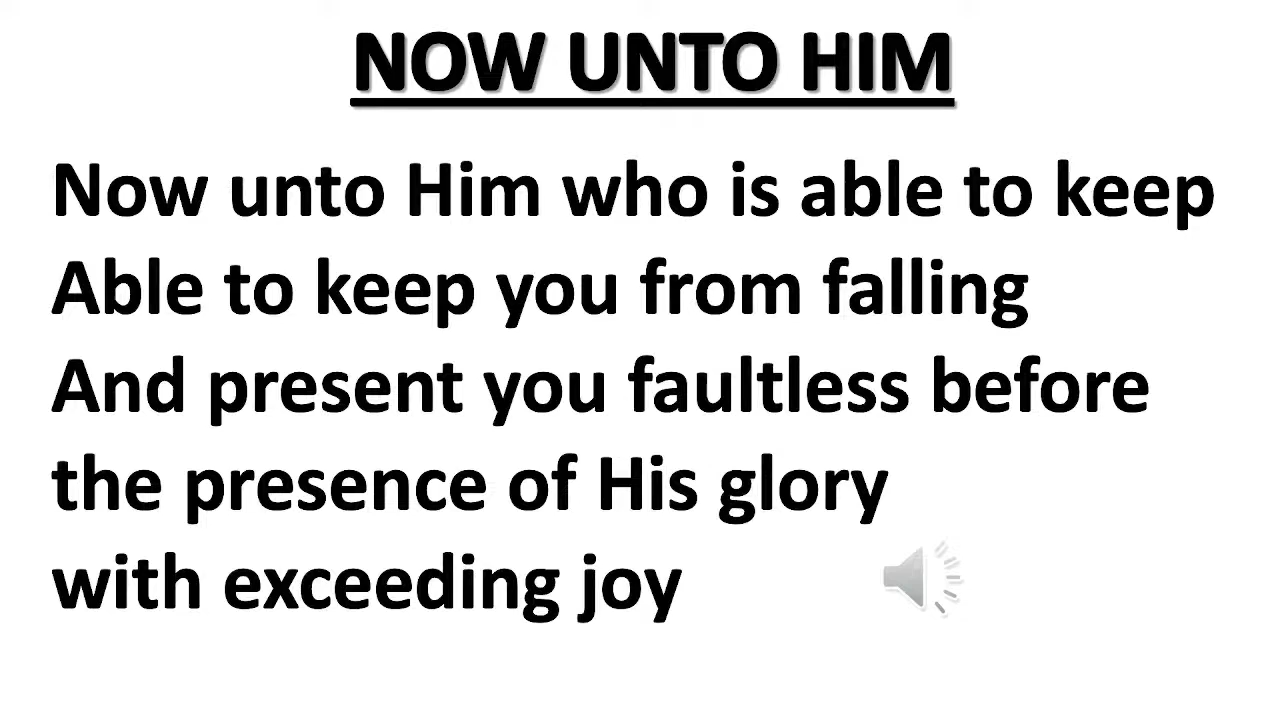 NOW UNTO HIM
Now unto Him who is able to keep
Able to keep you from falling
And present you faultless before
the presence of His glory
with exceeding joy